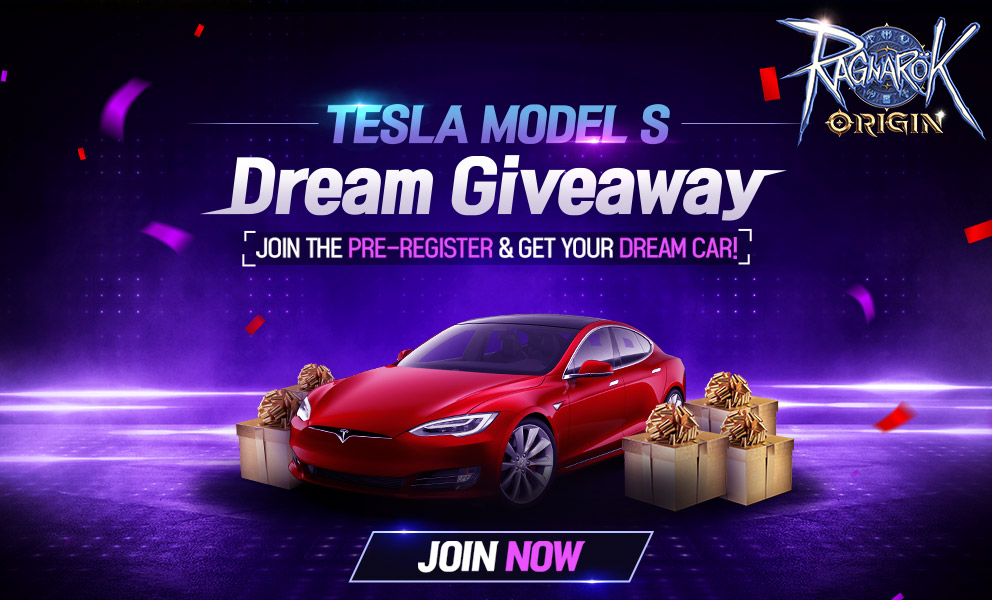 RAGNARÖK
ORIGIN
TESLA MODEL S
Dream Giveaway
JOIN THE PRE-REGISTER & GET YOUR DREAM CAR!
JOIN NOW